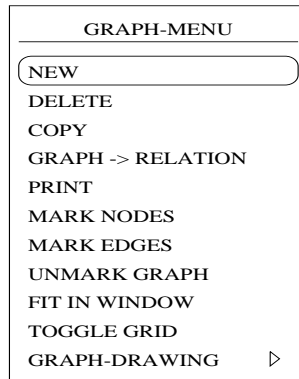 GRAPH-MENU
NEW
DELETE
COPY
GRAPH -> RELATION
PRINT
MARK NODES
MARK EDGES
UNMARK GRAPH
FIT IN WINDOW
TOGGLE GRID
GRAPH-DRAWING